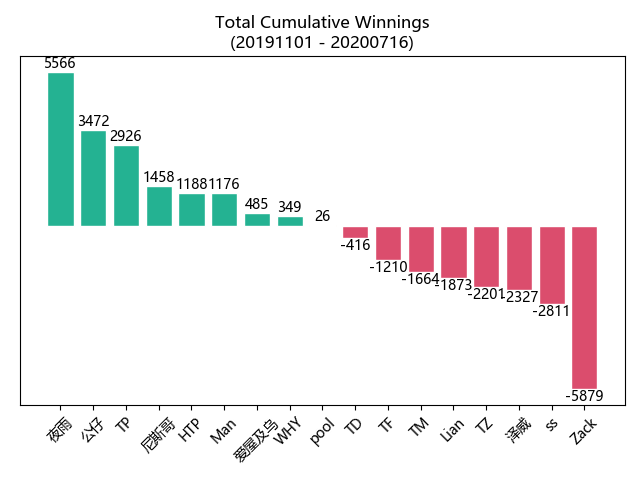 Total Cumulative Winnings
(20191101 - 20200716)
5566
3472
2926
1458
1188
1176
485
349
26
-416
-1210
-1664
-1873
-2201
-2327
-2811
-5879
夜雨
公仔
TP
尼斯哥
HTP
Man
爱屋及乌
WHY
pool
TD
TF
TM
Lian
TZ
泽威
ss
Zack